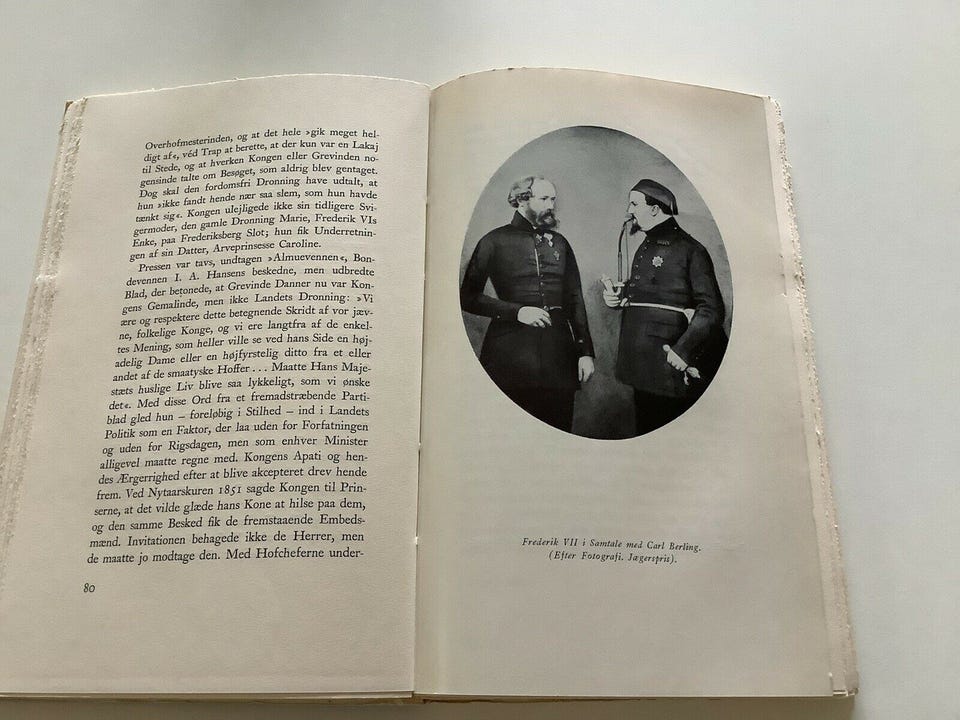 Overhofmesterinden, og at det hele »gik meget hel-
digt af«, véd Trap at berette, at der kun var en Lakaj
til Stede, og at hverken Kongen eller Grevinden no-
gensinde talte om Besøget, som aldrig blev gentaget.
Dog skal den fordomsfri Dronning have udtalt, at
hun »ikke fandt hende nær saa slem, som hun havde
tænkt sig«. Kongen ulejligede ikke sin tidligere Svi-
germoder, den gamle Dronning Marie, Frederik VIs
Enke, paa Frederiksberg Slot; hun fik Underretnin-
gen af sin Datter, Arveprinsesse Caroline.
Pressen var tavs, undtagen »Almuevennen«, Bon-
devennen I. A. Hansens beskedne, men udbredte
Blad, der betonede, at Grevinde Danner nu var Kon-
gens Gemalinde, men ikke Landets Dronning: »Vi
ære og respektere dette betegnende Skridt af vor jæv-
ne, folkelige Konge, og vi ere langtfra af de enkel-
tes Mening, som heller ville se ved hans Side en høj-
adelig Dame eller en højfyrstelig ditto fra et eller
andet af de smaatyske Hoffer... Maatte Hans Maje-
stæts huslige Liv blive saa lykkeligt, som vi ønske
det«. Med disse Ord fra et fremadstræbende Parti-
blad gled hun – foreløbig i Stilhed – ind i Landets
Politik som en Faktor, der laa uden for Forfatningen
og uden for Rigsdagen, men som enhver Minister
alligevel maatte regne med. Kongens Apati og hen-
des Ærgerrighed efter at blive akcepteret drev hende
frem. Ved Nytaarskuren 1851 sagde Kongen til Prin-
serne, at det vilde glæde hans Kone at hilse paa dem,
og den samme Besked fik de fremstaaende Embeds-
mænd. Invitationen behagede ikke de Herrer, men
de maatte jo modtage den. Med Hofcheferne under-
80
Frederik VII i Samtale med Carl Berling.
(Efter Fotografi. Jægerspris).